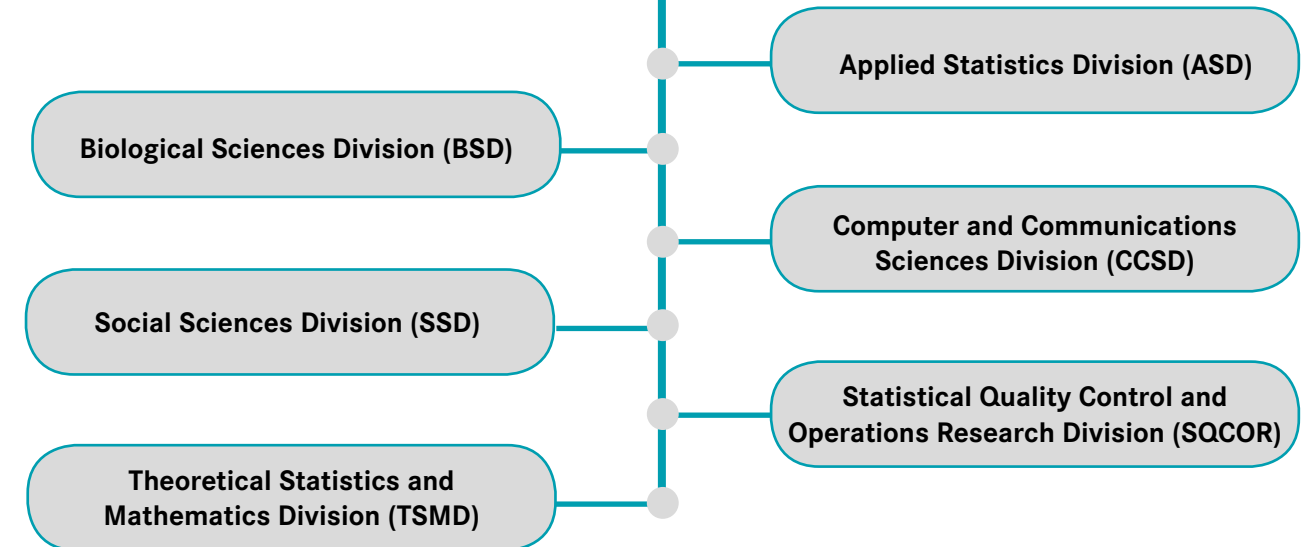 Applied Statistics Division (ASD)
Biological Sciences Division (BSD)
Computer and Communications
Sciences Division (CCSD)
Social Sciences Division (SSD)
Statistical Quality Control and
Operations Research Division (SQCOR)
Theoretical Statistics and
Mathematics Division (TSMD)